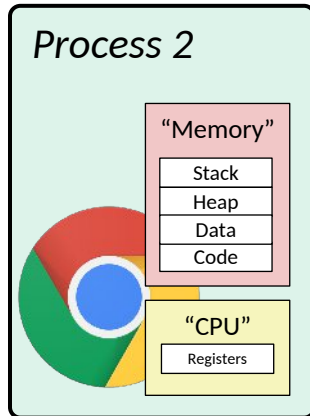 Process 2
“Memory”
Stack
Heap
Data
Code
“CPU”
Registers